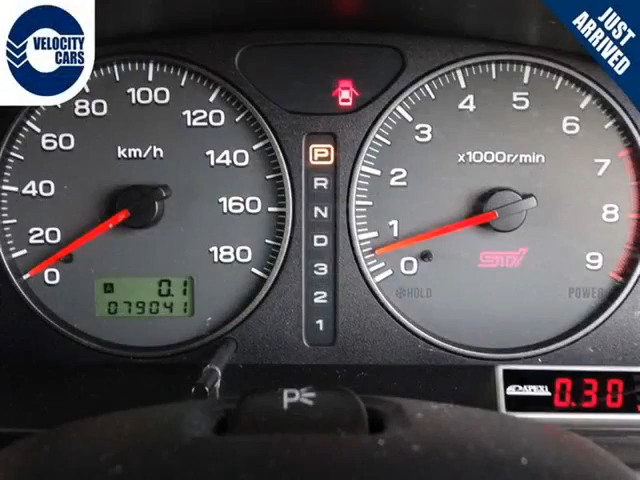 VELOCITY
CARS
JUST
ARRIVED
0
20
40
60
80
100
120
140
160
180
km/h
A 0.1
079041
P
R
N
D
3
2
1
0
1
2
3
4
5
6
7
8
9
x1000r/min
STi
HOLD
POWER
P
APEXi
0.30